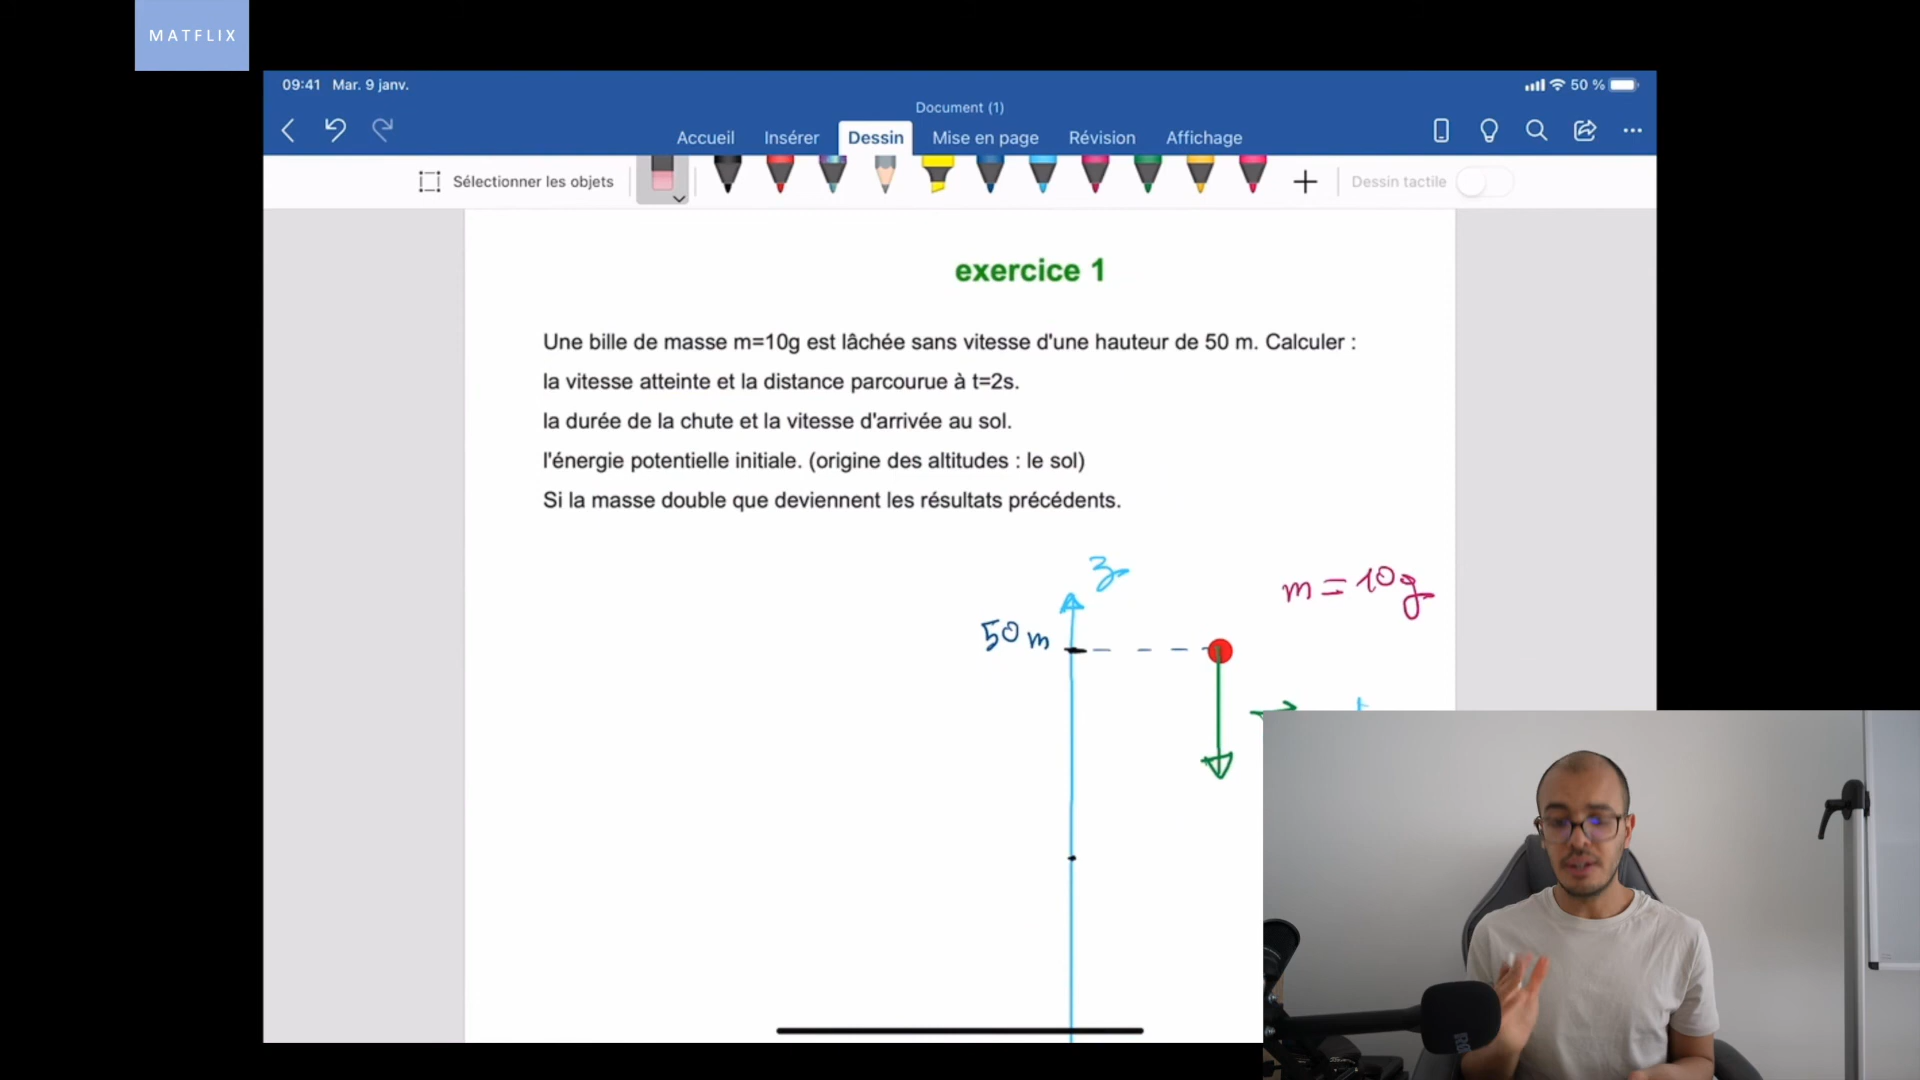 MATFLIX
09:41 Mar. 9 janv.
50 %
Document (1)
Accueil Insérer Dessin Mise en page Révision Affichage
Sélectionner les objets
Dessin tactile
exercice 1
Une bille de masse m=10g est lâchée sans vitesse d'une hauteur de 50 m. Calculer :
la vitesse atteinte et la distance parcourue à t=2s.
la durée de la chute et la vitesse d'arrivée au sol.
l'énergie potentielle initiale. (origine des altitudes : le sol)
Si la masse double que deviennent les résultats précédents.
z
m = 10g
50 m